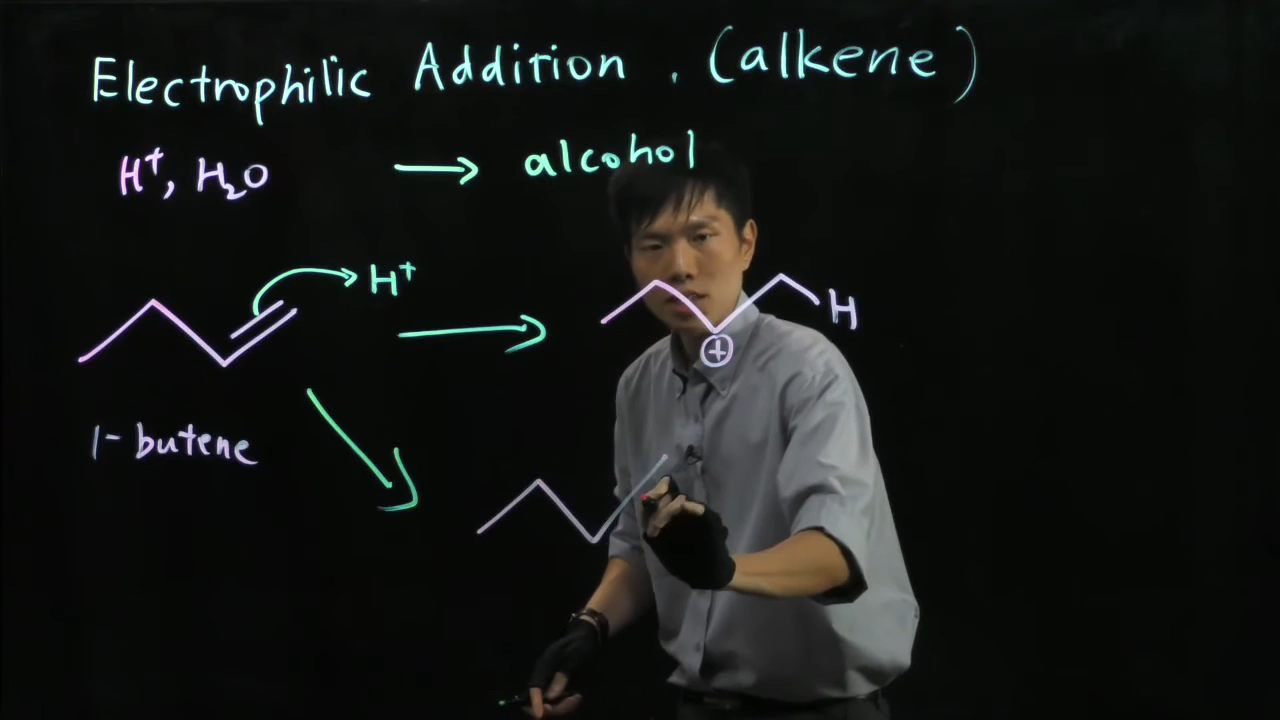 Electrophilic Addition . (alkene)
H⁺, H₂O → alcohol
H⁺
H
⊕
1-butene